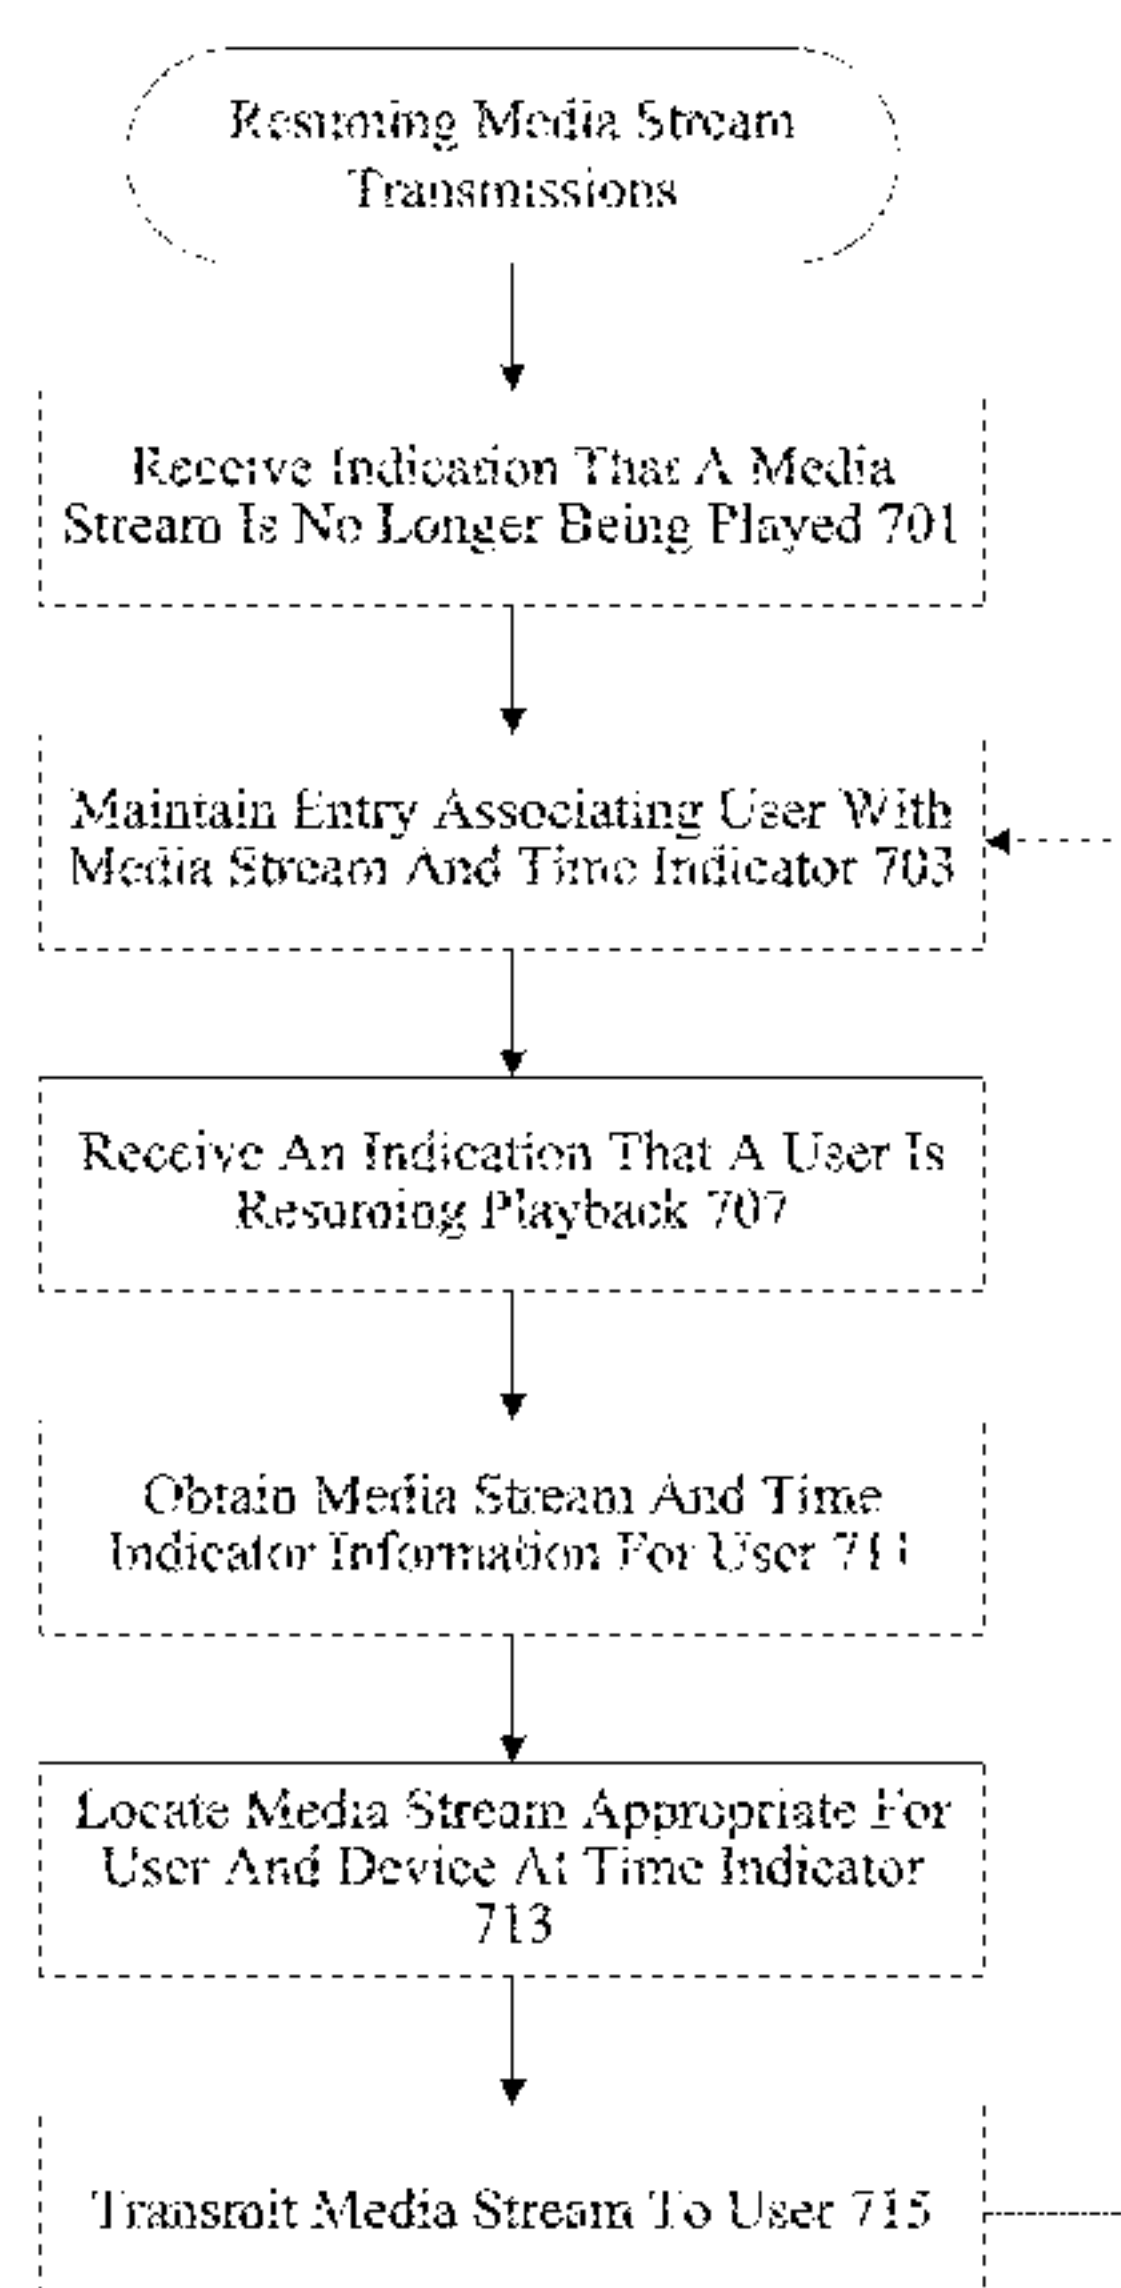 Resuming Media Stream
Transmissions
Receive Indication That A Media
Stream Is No Longer Being Played 701
Maintain Entry Associating User With
Media Stream And Time Indicator 703
Receive An Indication That A User Is
Resuming Playback 707
Obtain Media Stream And Time
Indicator Information For User 711
Locate Media Stream Appropriate For
User And Device At Time Indicator
713
Transmit Media Stream To User 715